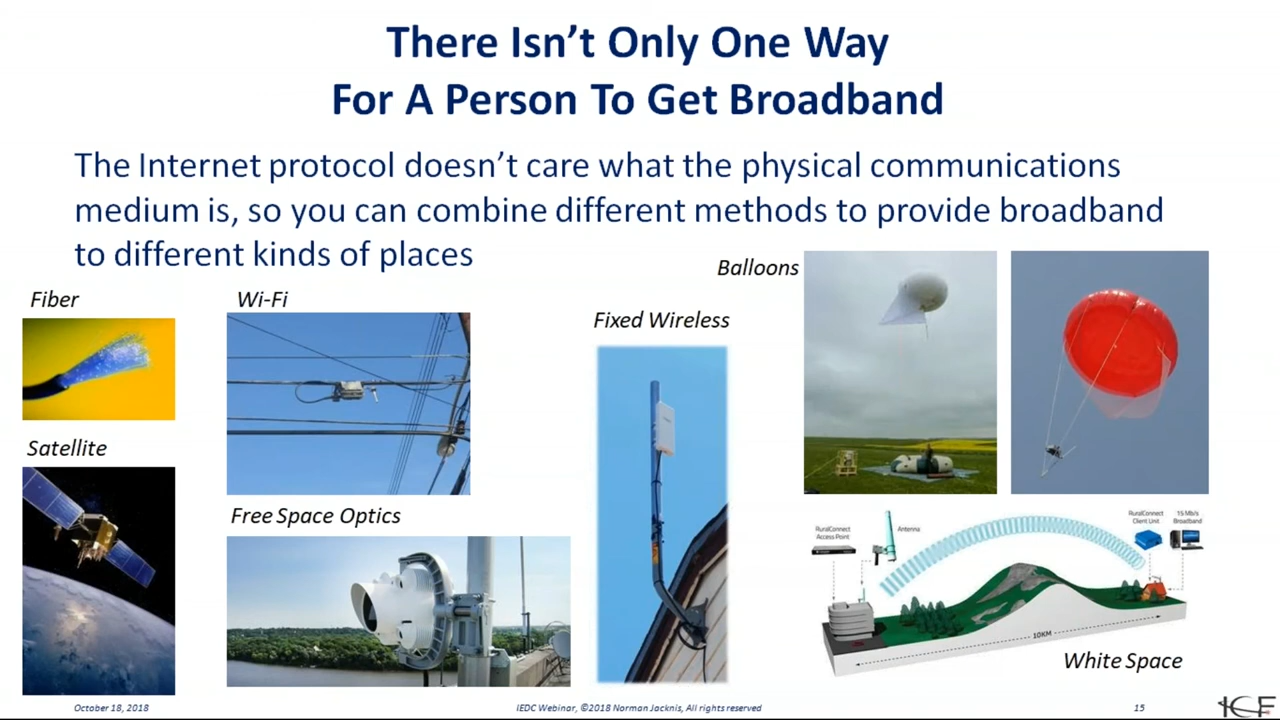 There Isn't Only One Way
For A Person To Get Broadband
The Internet protocol doesn't care what the physical communications
medium is, so you can combine different methods to provide broadband
to different kinds of places
Balloons
Fiber
Wi-Fi
Fixed Wireless
Satellite
Free Space Optics
RuralConnect
Access Point
Antenna
RuralConnect
Client Unit
15 Mb/s
Broadband
10KM
White Space
October 18, 2018
IEDC Webinar, ©2018 Norman Jacknis, All rights reserved
15
ICF